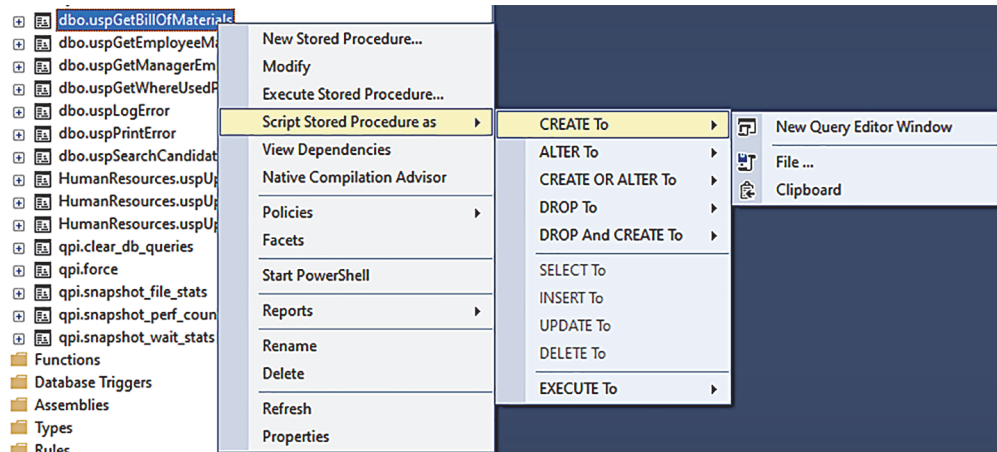 dbo.uspGetBillOfMaterials
dbo.uspGetEmployeeMa
dbo.uspGetManagerEm
dbo.uspGetWhereUsedP
dbo.uspLogError
dbo.uspPrintError
dbo.uspSearchCandidat
HumanResources.uspUp
HumanResources.uspUp
HumanResources.uspUp
qpi.clear_db_queries
qpi.force
qpi.snapshot_file_stats
qpi.snapshot_perf_coun
qpi.snapshot_wait_stats
Functions
Database Triggers
Assemblies
Types
Rules
New Stored Procedure...
Modify
Execute Stored Procedure...
Script Stored Procedure as
View Dependencies
Native Compilation Advisor
Policies
Facets
Start PowerShell
Reports
Rename
Delete
Refresh
Properties
CREATE To
ALTER To
CREATE OR ALTER To
DROP To
DROP And CREATE To
SELECT To
INSERT To
UPDATE To
DELETE To
EXECUTE To
New Query Editor Window
File ...
Clipboard